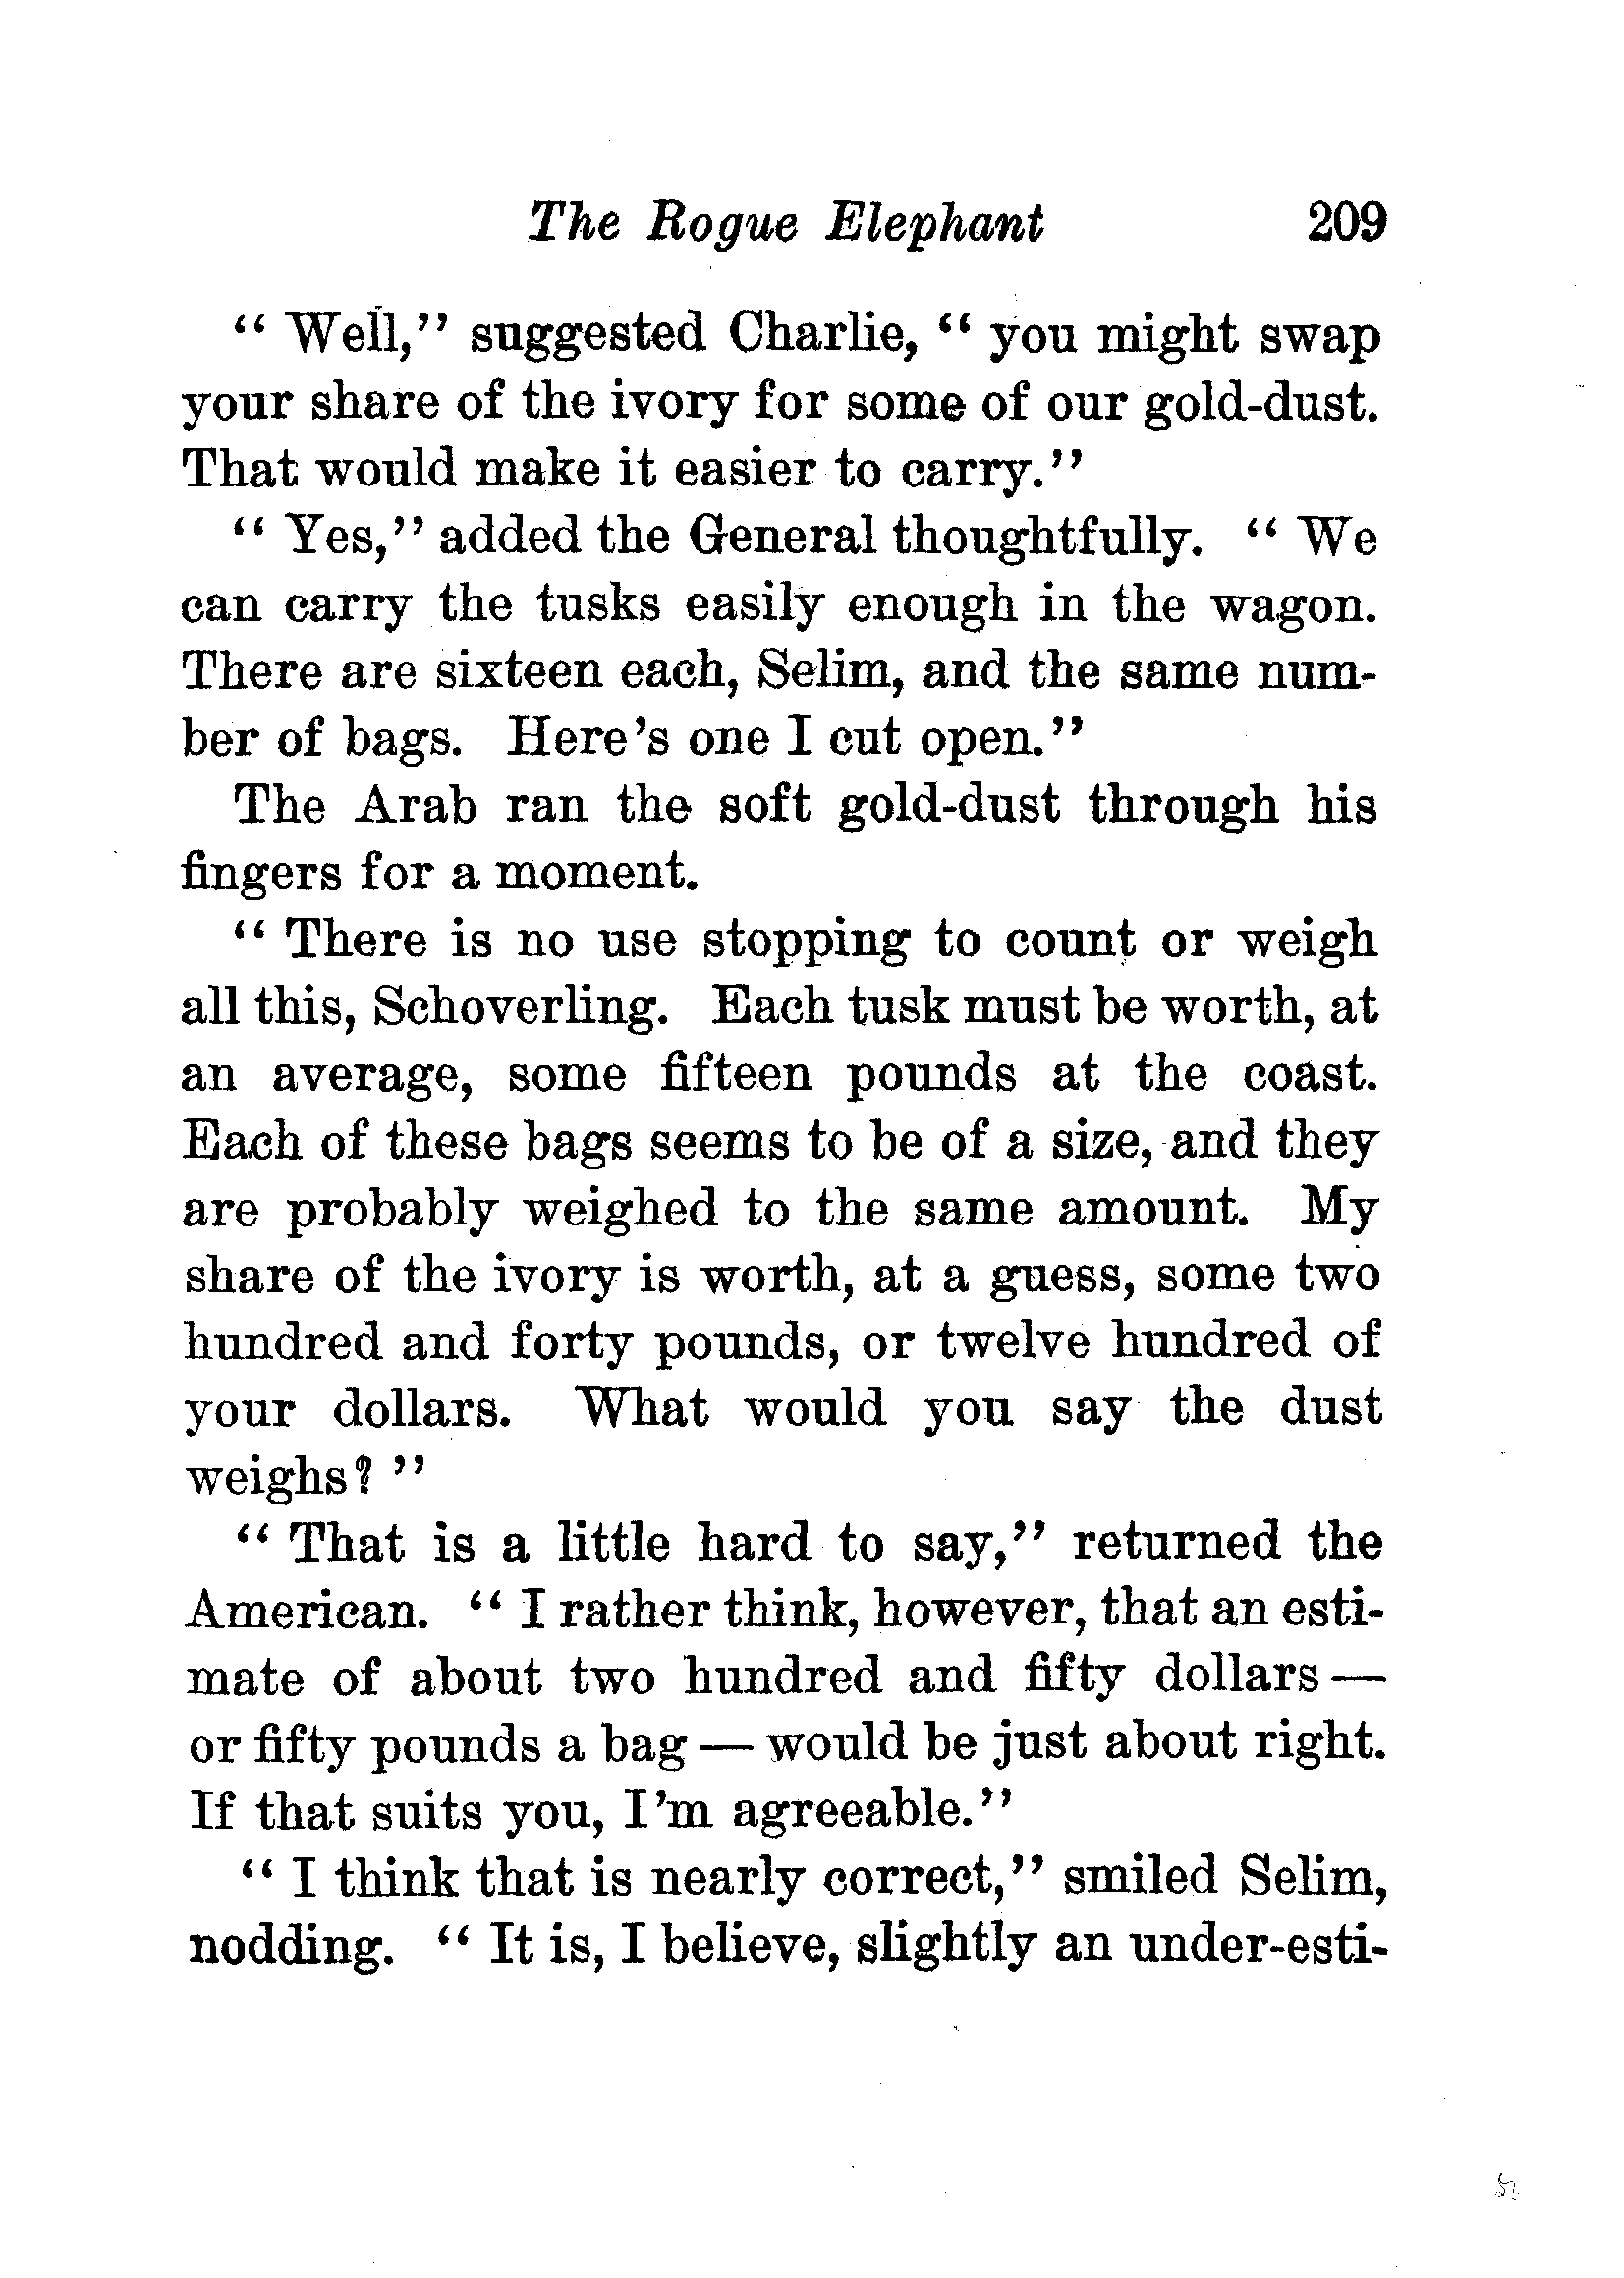 The Rogue Elephant 209
“ Well,” suggested Charlie, “ you might swap
your share of the ivory for some of our gold-dust.
That would make it easier to carry.”
“ Yes,” added the General thoughtfully. “ We
can carry the tusks easily enough in the wagon.
There are sixteen each, Selim, and the same num-
ber of bags. Here’s one I cut open.”
The Arab ran the soft gold-dust through his
fingers for a moment.
“ There is no use stopping to count or weigh
all this, Schoverling. Each tusk must be worth, at
an average, some fifteen pounds at the coast.
Each of these bags seems to be of a size, and they
are probably weighed to the same amount. My
share of the ivory is worth, at a guess, some two
hundred and forty pounds, or twelve hundred of
your dollars. What would you say the dust
weighs? ”
“ That is a little hard to say,” returned the
American. “ I rather think, however, that an esti-
mate of about two hundred and fifty dollars —
or fifty pounds a bag — would be just about right.
If that suits you, I’m agreeable.”
“ I think that is nearly correct,” smiled Selim,
nodding. “ It is, I believe, slightly an under-esti-